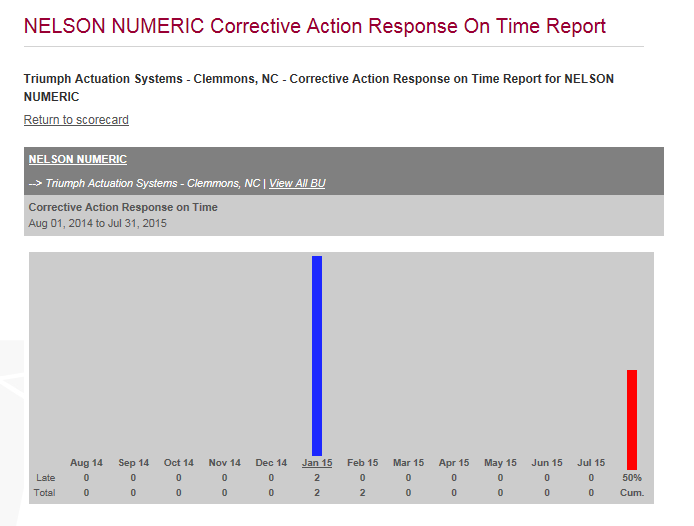 NELSON NUMERIC Corrective Action Response On Time Report
Triumph Actuation Systems - Clemmons, NC - Corrective Action Response on Time Report for NELSON
NUMERIC
Return to scorecard
NELSON NUMERIC
--> Triumph Actuation Systems - Clemmons, NC | View All BU
Corrective Action Response on Time
Aug 01, 2014 to Jul 31, 2015
Aug 14 Sep 14 Oct 14 Nov 14 Dec 14 Jan 15 Feb 15 Mar 15 Apr 15 May 15 Jun 15 Jul 15
Late 0 0 0 0 0 2 0 0 0 0 0 0 50%
Total 0 0 0 0 0 2 2 0 0 0 0 0 Cum.